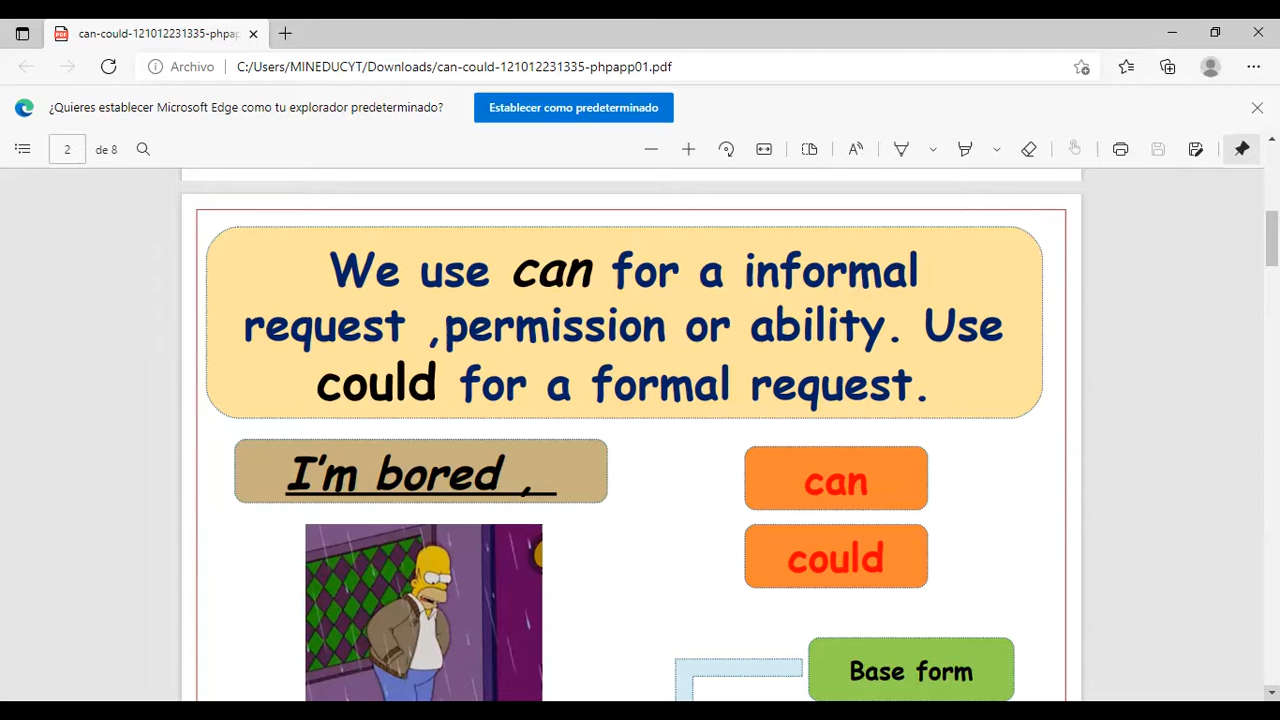 can-could-121012231335-phpap
Archivo C:/Users/MINEDUCYT/Downloads/can-could-121012231335-phpapp01.pdf
¿Quieres establecer Microsoft Edge como tu explorador predeterminado? Establecer como predeterminado
2 de 8
We use can for a informal
request ,permission or ability. Use
could for a formal request.
I'm bored ,
can
could
Base form